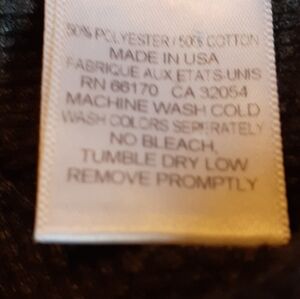 50% POLYESTER / 50% COTTON
MADE IN USA
FABRIQUE AUX ETATS-UNIS
RN 66170 CA 32054
MACHINE WASH COLD
WASH COLORS SEPERATELY
NO BLEACH,
TUMBLE DRY LOW
REMOVE PROMPTLY